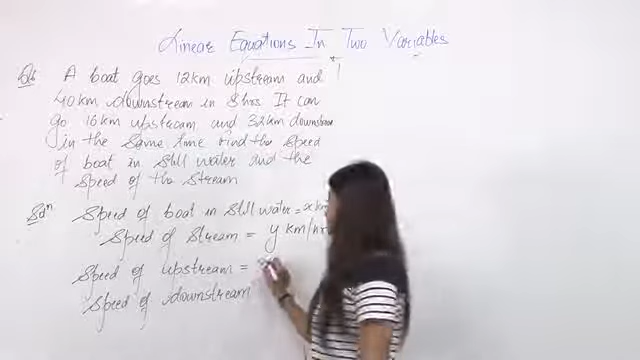 Linear Equations In Two Variables
A boat goes 12km upstream and
40km downstream in 8hrs. It can
go 16km upstream and 32km downstream
in the same time. Find the speed
of boat in still water and the
speed of the stream
Solⁿ Speed of boat in still water = x km
Speed of stream = y km/hr
Speed of upstream =
Speed of downstream